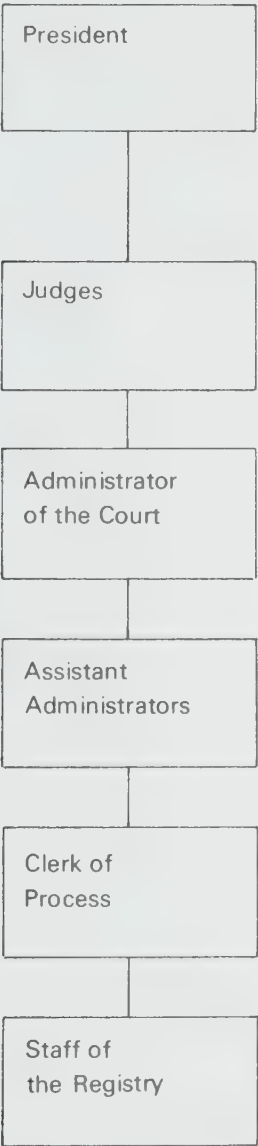 President
Judges
Administrator
of the Court
Assistant
Administrators
Clerk of
Process
Staff of
the Registry